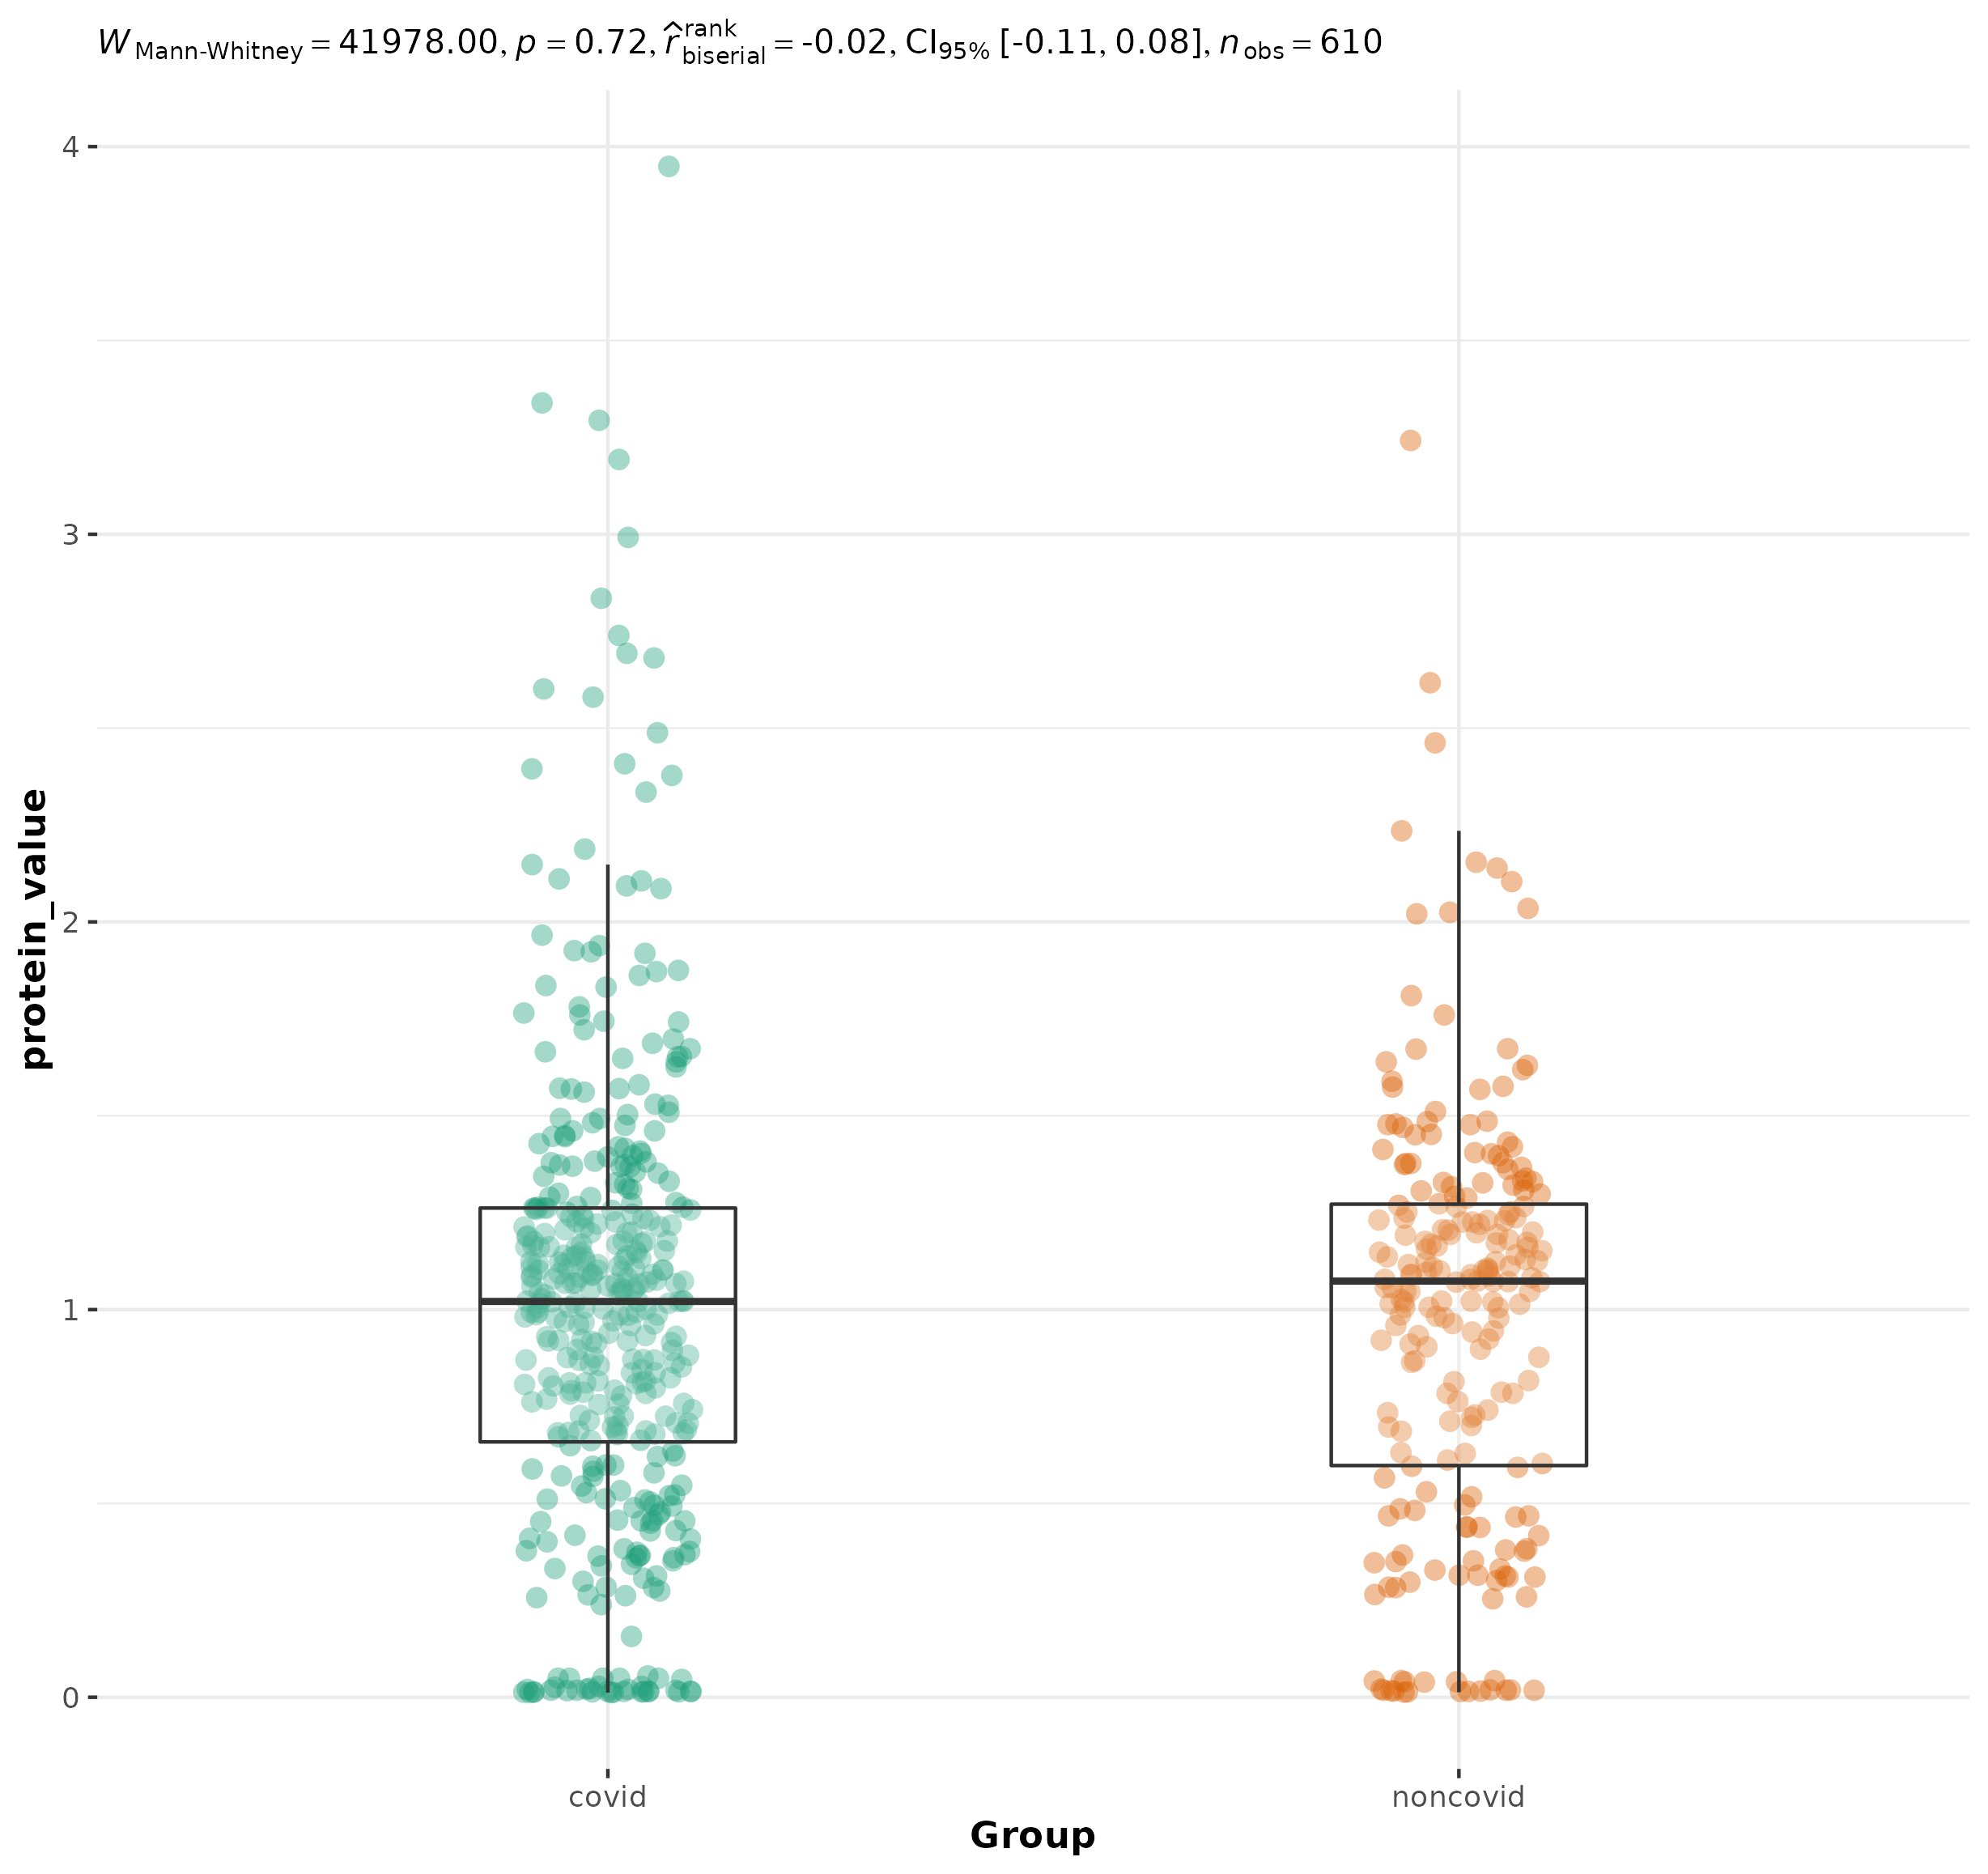 W Mann-Whitney = 41978.00, p = 0.72, r̂ rank biserial = -0.02, CI95% [-0.11, 0.08], n obs = 610
4
3
2
1
0
protein_value
covid noncovid
Group